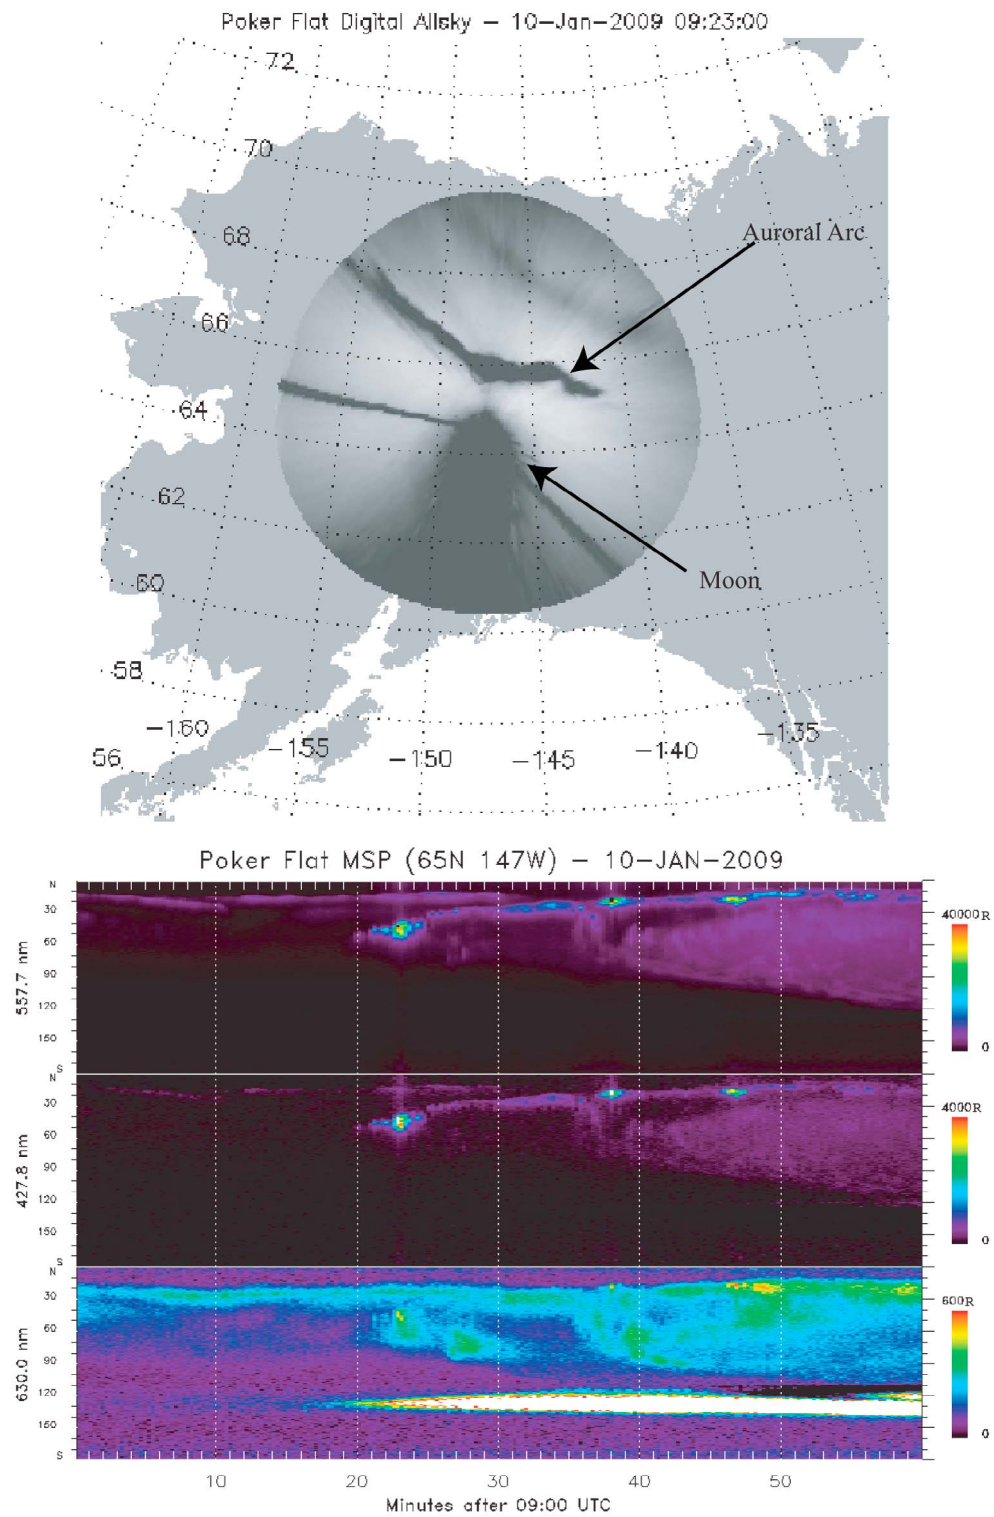 Poker Flat Digital Allsky - 10-Jan-2009 09:23:00
72
70
68
Auroral Arc
66
64
62
60
Moon
58
-160
-155
-150
-145
-140
-135
56
Poker Flat MSP (65N 147W) - 10-JAN-2009
N
30
60
90
120
150
S
557.7 nm
40000R
0
N
30
60
90
120
150
S
427.8 nm
4000R
0
N
30
60
90
120
150
S
630.0 nm
600R
0
10
20
30
40
50
Minutes after 09:00 UTC